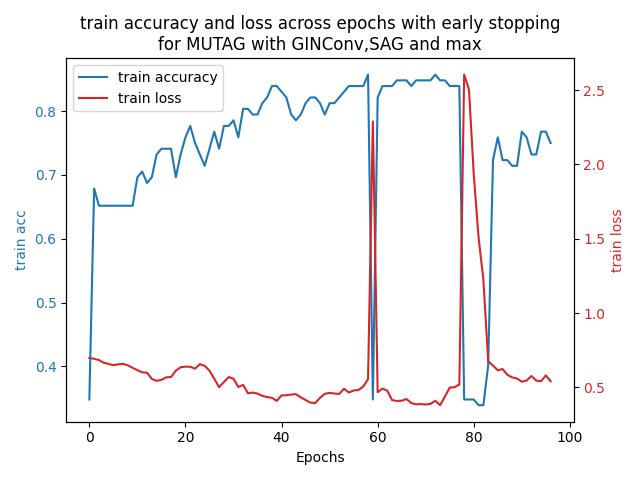 train accuracy and loss across epochs with early stopping
for MUTAG with GINConv,SAG and max
train accuracy
train loss
0.8
0.7
0.6
0.5
0.4
train acc
2.5
2.0
1.5
1.0
0.5
train loss
0
20
40
60
80
100
Epochs